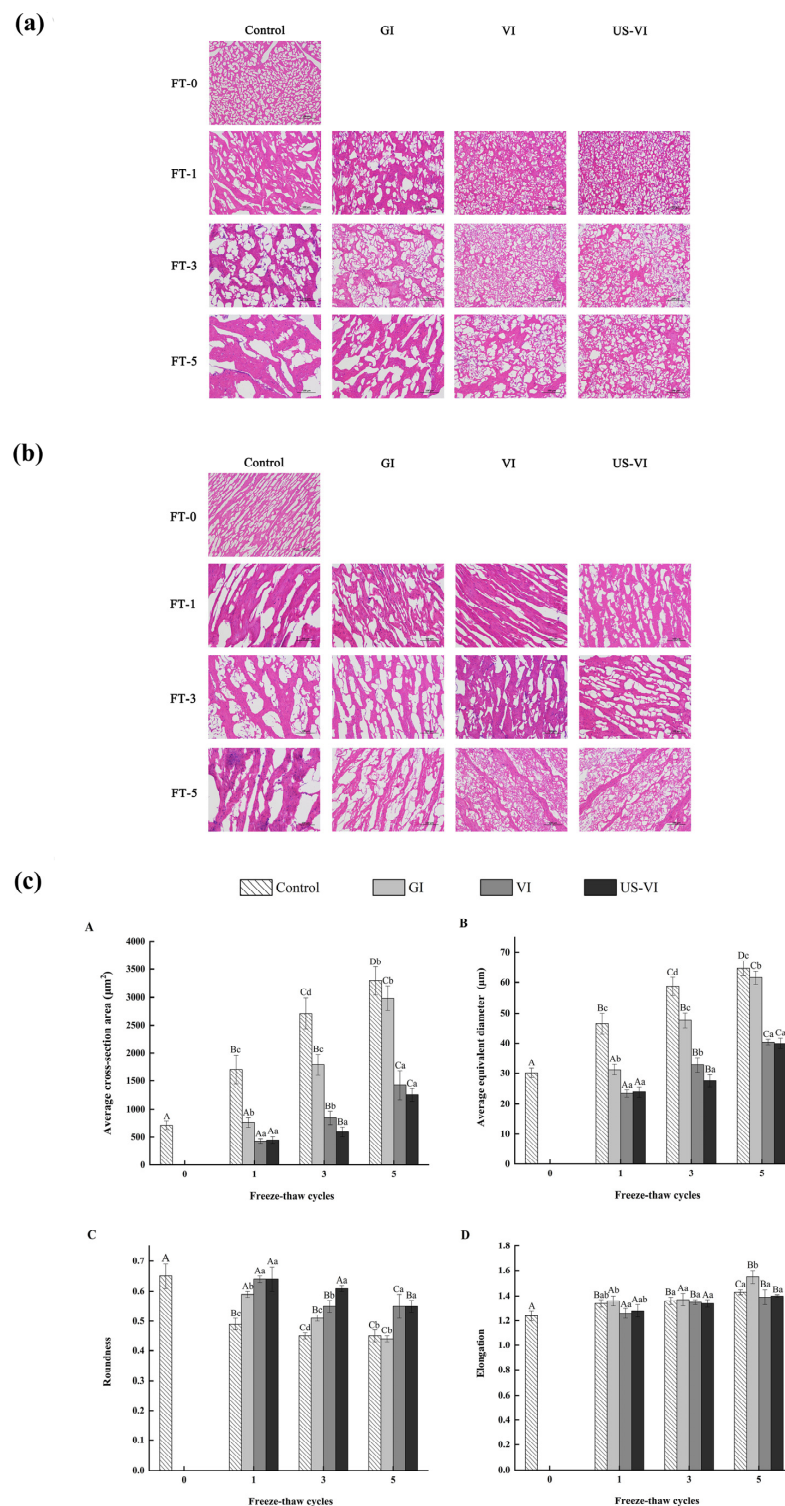 (a)
Control GI VI US-VI
FT-0
FT-1
FT-3
FT-5
(b)
Control GI VI US-VI
FT-0
FT-1
FT-3
FT-5
(c)
Control GI VI US-VI
A
Average cross-section area (μm²)
4000
3500
3000
2500
2000
1500
1000
500
0
A
Bc Ab Aa Aa
Cd Bc Bb Ba
Db Cb Ca Ca
0 1 3 5
Freeze-thaw cycles
B
Average equivalent diameter (μm)
70
60
50
40
30
20
10
0
A
Bc Ab Aa Aa
Cd Bc Bb Ba
Dc Cb Ca Ca
0 1 3 5
Freeze-thaw cycles
C
Roundness
0.7
0.6
0.5
0.4
0.3
0.2
0.1
0.0
A
Bc Ab Aa Aa
Cd Bc Bb Aa
Cb Cb Ca Ba
0 1 3 5
Freeze-thaw cycles
D
Elongation
1.8
1.6
1.4
1.2
1.0
0.8
0.6
0.4
0.2
0.0
A
Bab Ab Aa Aab
Ba Aa Ba Aa
Ca Bb Ba Ba
0 1 3 5
Freeze-thaw cycles